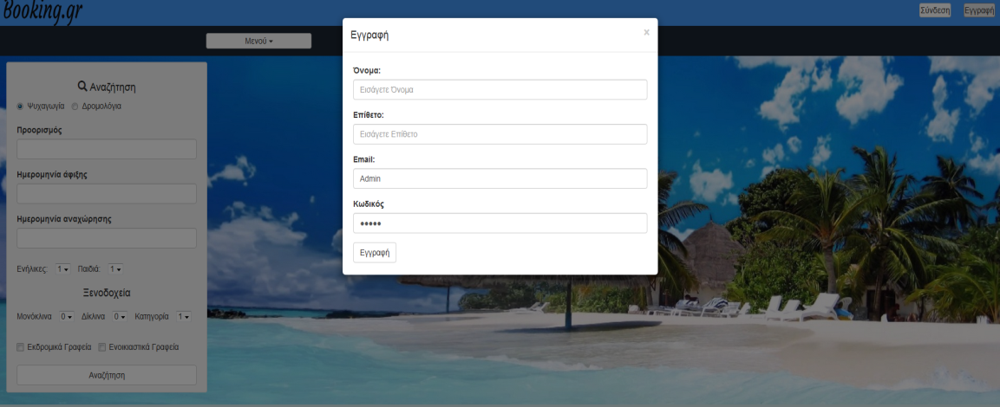 Booking.gr
Σύνδεση Εγγραφή
Μενού
Εγγραφή ×
Όνομα:
Εισάγετε Όνομα
Επίθετο:
Εισάγετε Επίθετο
Email:
Admin
Κωδικός
•••••
Εγγραφή
Αναζήτηση
Ψυχαγωγία Δρομολόγια
Προορισμός
Ημερομηνία άφιξης
Ημερομηνία αναχώρησης
Ενήλικες: 1 Παιδιά: 1
Ξενοδοχεία
Μονόκλινα 0 Δίκλινα 0 Κατηγορία 1
Εκδρομικά Γραφεία Ενοικιαστικά Γραφεία
Αναζήτηση